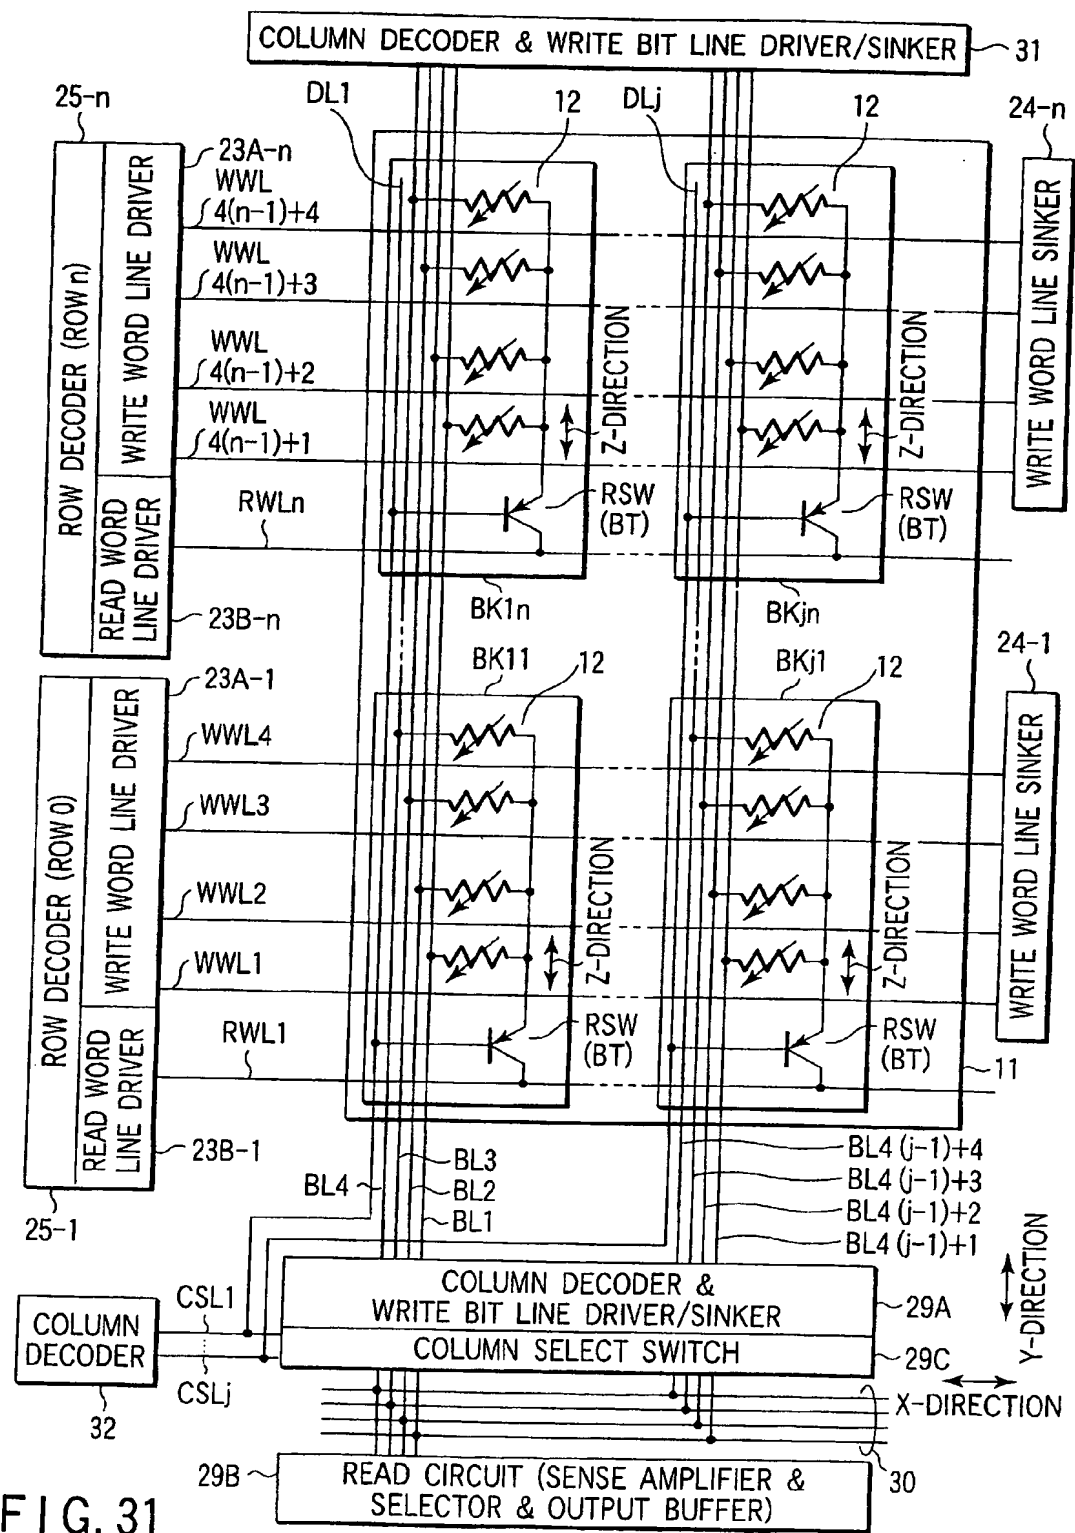 COLUMN DECODER & WRITE BIT LINE DRIVER/SINKER
31
DL1
12
DLj
12
25-n
24-n
ROW DECODER (ROW n)
WRITE WORD LINE DRIVER
READ WORD
LINE DRIVER
23A-n
WWL
4(n-1)+4
WWL
4(n-1)+3
WWL
4(n-1)+2
WWL
4(n-1)+1
RWLn
23B-n
Z-DIRECTION
RSW
(BT)
BK1n
Z-DIRECTION
RSW
(BT)
BKjn
WRITE WORD LINE SINKER
24-1
BK11
12
BKj1
12
ROW DECODER (ROW 0)
WRITE WORD LINE DRIVER
READ WORD
LINE DRIVER
23A-1
WWL4
WWL3
WWL2
WWL1
RWL1
23B-1
25-1
Z-DIRECTION
RSW
(BT)
Z-DIRECTION
RSW
(BT)
WRITE WORD LINE SINKER
11
BL4
BL3
BL2
BL1
BL4 (j-1)+4
BL4 (j-1)+3
BL4 (j-1)+2
BL4 (j-1)+1
COLUMN
DECODER
32
CSL1
CSLj
COLUMN DECODER &
WRITE BIT LINE DRIVER/SINKER
29A
COLUMN SELECT SWITCH
29C
Y-DIRECTION
X-DIRECTION
30
29B
READ CIRCUIT (SENSE AMPLIFIER &
SELECTOR & OUTPUT BUFFER)
FIG. 31